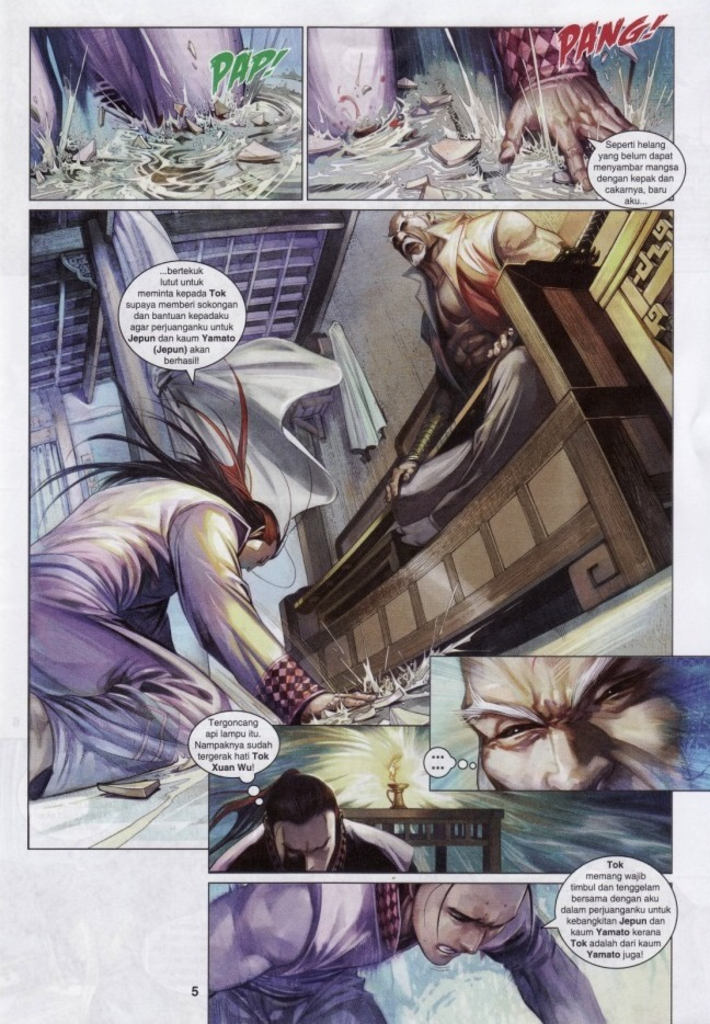 PAP!
PANG!
Seperti helang
yang belum dapat
menyambar mangsa
dengan kepak dan
cakarnya, baru
aku...
...bertekuk
lutut untuk
meminta kepada Tok
supaya memberi sokongan
dan bantuan kepadaku
agar perjuanganku untuk
Jepun dan kaum Yamato
(Jepun) akan
berhasil!
...
...
Tergoncang
api lampu itu.
Nampaknya sudah
tergerak hati Tok
Xuan Wu!
Tok
memang wajib
timbul dan tenggelam
bersama dengan aku
dalam perjuanganku untuk
kebangkitan Jepun dan
kaum Yamato kerana
Tok adalah dari kaum
Yamato juga!
5